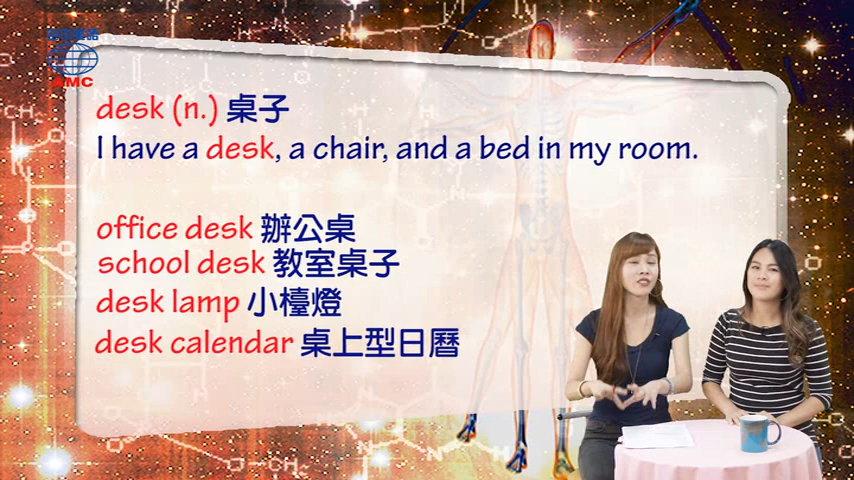 AMC
desk (n.) 桌子
I have a desk, a chair, and a bed in my room.
office desk 辦公桌
school desk 教室桌子
desk lamp 小檯燈
desk calendar 桌上型日曆